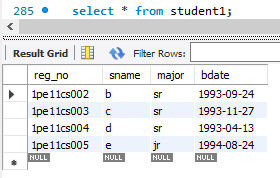 285 select * from student1;
Result Grid Filter Rows:
reg_no sname major bdate
1pe11cs002 b sr 1993-09-24
1pe11cs003 c sr 1993-11-27
1pe11cs004 d sr 1993-04-13
1pe11cs005 e jr 1994-08-24
NULL NULL NULL NULL